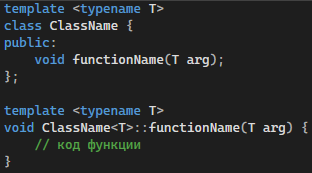 template <typename T>
class ClassName {
public:
    void functionName(T arg);
};

template <typename T>
void ClassName<T>::functionName(T arg) {
    // код функции
}